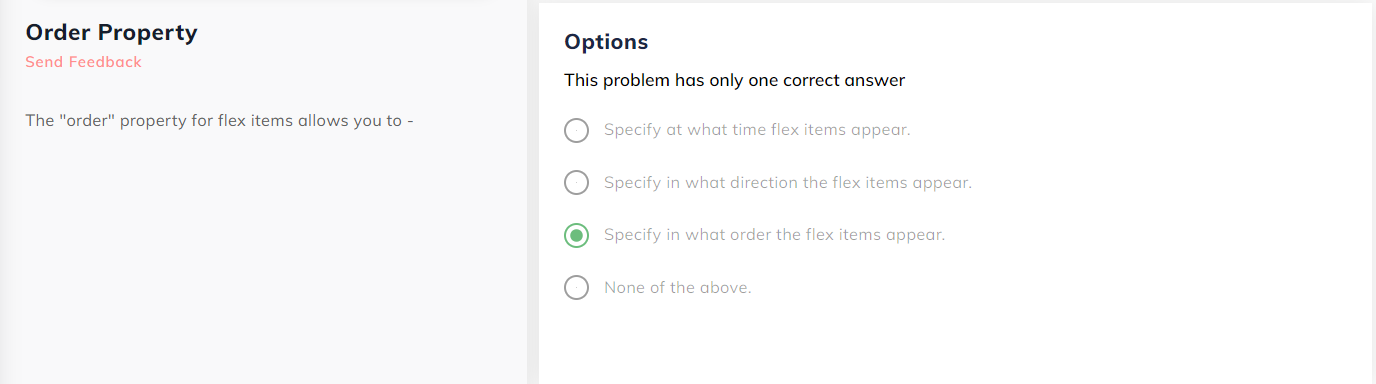 Order Property
Send Feedback
The "order" property for flex items allows you to -
Options
This problem has only one correct answer
Specify at what time flex items appear.
Specify in what direction the flex items appear.
Specify in what order the flex items appear.
None of the above.